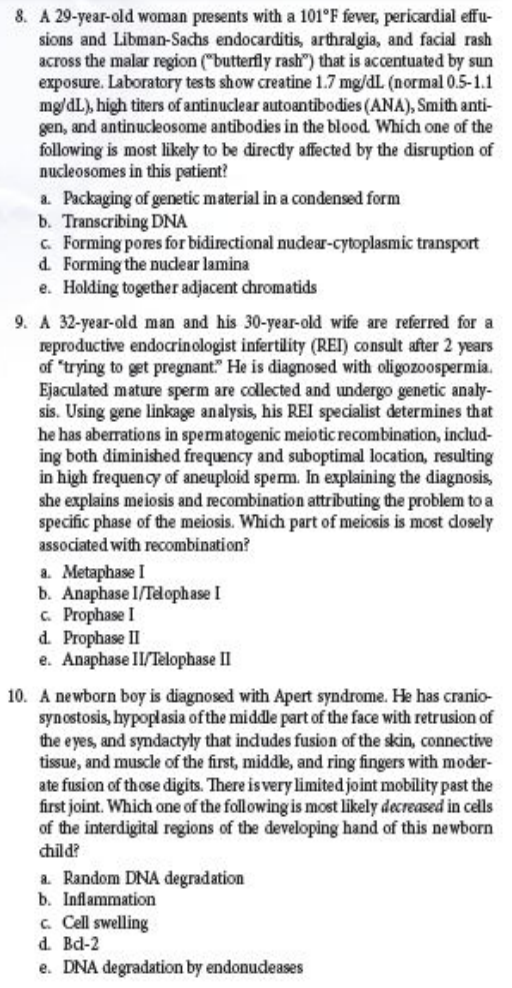 8. A 29-year-old woman presents with a 101°F fever, pericardial effu-
sions and Libman-Sachs endocarditis, arthralgia, and facial rash
across the malar region ("butterfly rash") that is accentuated by sun
exposure. Laboratory tests show creatine 1.7 mg/dL (normal 0.5-1.1
mg/dL), high titers of antinuclear autoantibodies (ANA), Smith anti-
gen, and antinucleosome antibodies in the blood. Which one of the
following is most likely to be directly affected by the disruption of
nucleosomes in this patient?
a. Packaging of genetic material in a condensed form
b. Transcribing DNA
c. Forming pores for bidirectional nuclear-cytoplasmic transport
d. Forming the nuclear lamina
e. Holding together adjacent chromatids
9. A 32-year-old man and his 30-year-old wife are referred for a
reproductive endocrinologist infertility (REI) consult after 2 years
of "trying to get pregnant." He is diagnosed with oligozoospermia.
Ejaculated mature sperm are collected and undergo genetic analy-
sis. Using gene linkage analysis, his REI specialist determines that
he has aberrations in spermatogenic meiotic recombination, includ-
ing both diminished frequency and suboptimal location, resulting
in high frequency of aneuploid sperm. In explaining the diagnosis,
she explains meiosis and recombination attributing the problem to a
specific phase of the meiosis. Which part of meiosis is most closely
associated with recombination?
a. Metaphase I
b. Anaphase I/Telophase I
c. Prophase I
d. Prophase II
e. Anaphase II/Telophase II
10. A newborn boy is diagnosed with Apert syndrome. He has cranio-
synostosis, hypoplasia of the middle part of the face with retrusion of
the eyes, and syndactyly that includes fusion of the skin, connective
tissue, and muscle of the first, middle, and ring fingers with moder-
ate fusion of those digits. There is very limited joint mobility past the
first joint. Which one of the following is most likely decreased in cells
of the interdigital regions of the developing hand of this newborn
child?
a. Random DNA degradation
b. Inflammation
c. Cell swelling
d. Bcl-2
e. DNA degradation by endonucleases